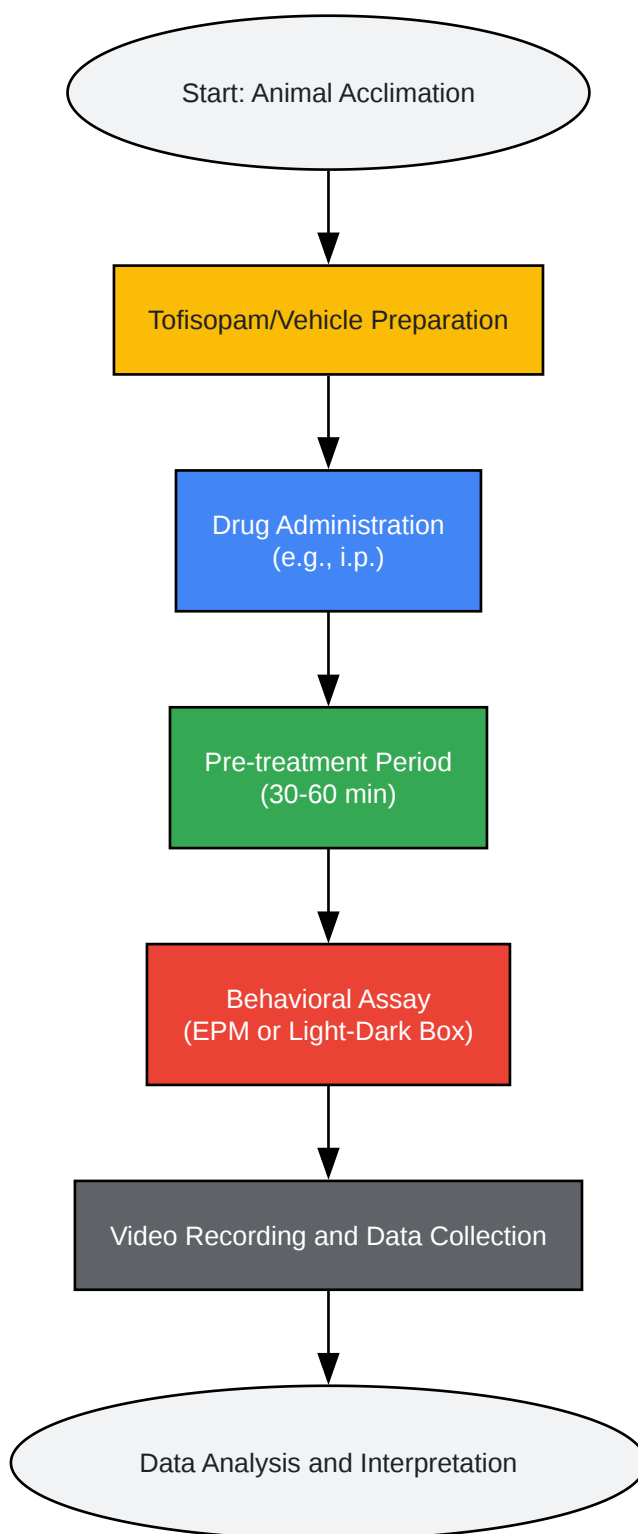 Start: Animal Acclimation
Tofisopam/Vehicle Preparation
Drug Administration
(e.g., i.p.)
Pre-treatment Period
(30-60 min)
Behavioral Assay
(EPM or Light-Dark Box)
Video Recording and Data Collection
Data Analysis and Interpretation